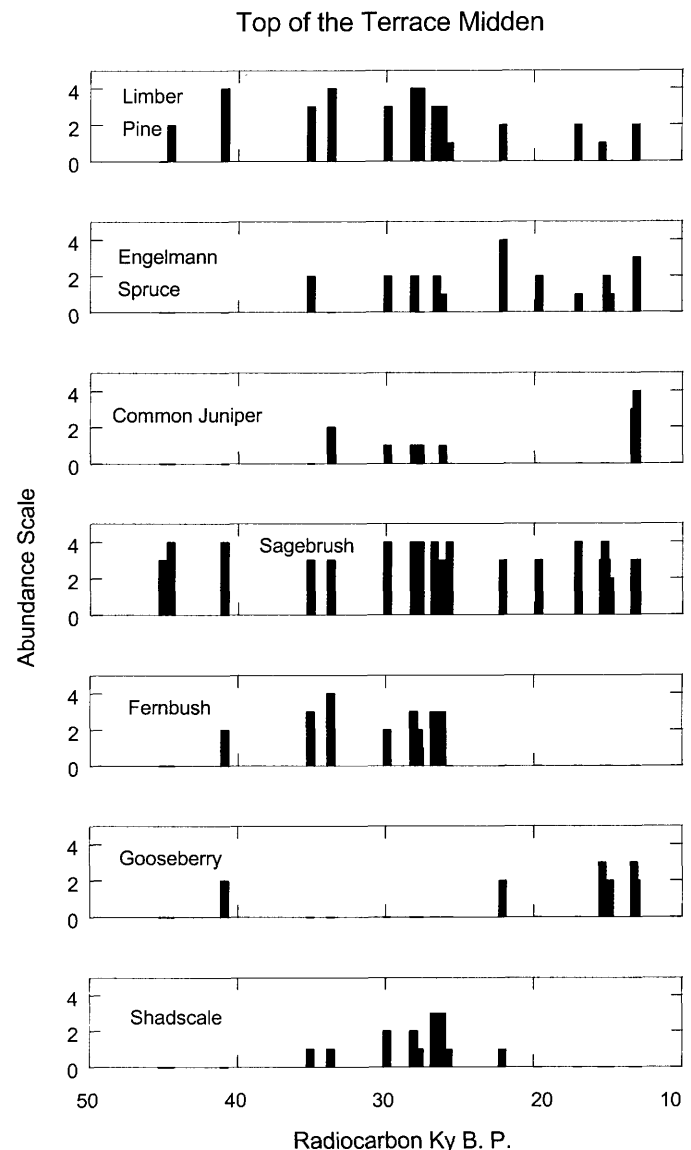 Top of the Terrace Midden
4
2
0
Limber
Pine
4
2
0
Engelmann
Spruce
4
2
0
Common Juniper
Abundance Scale
4
2
0
Sagebrush
4
2
0
Fernbush
4
2
0
Gooseberry
4
2
0
Shadscale
50 40 30 20 10
Radiocarbon Ky B. P.